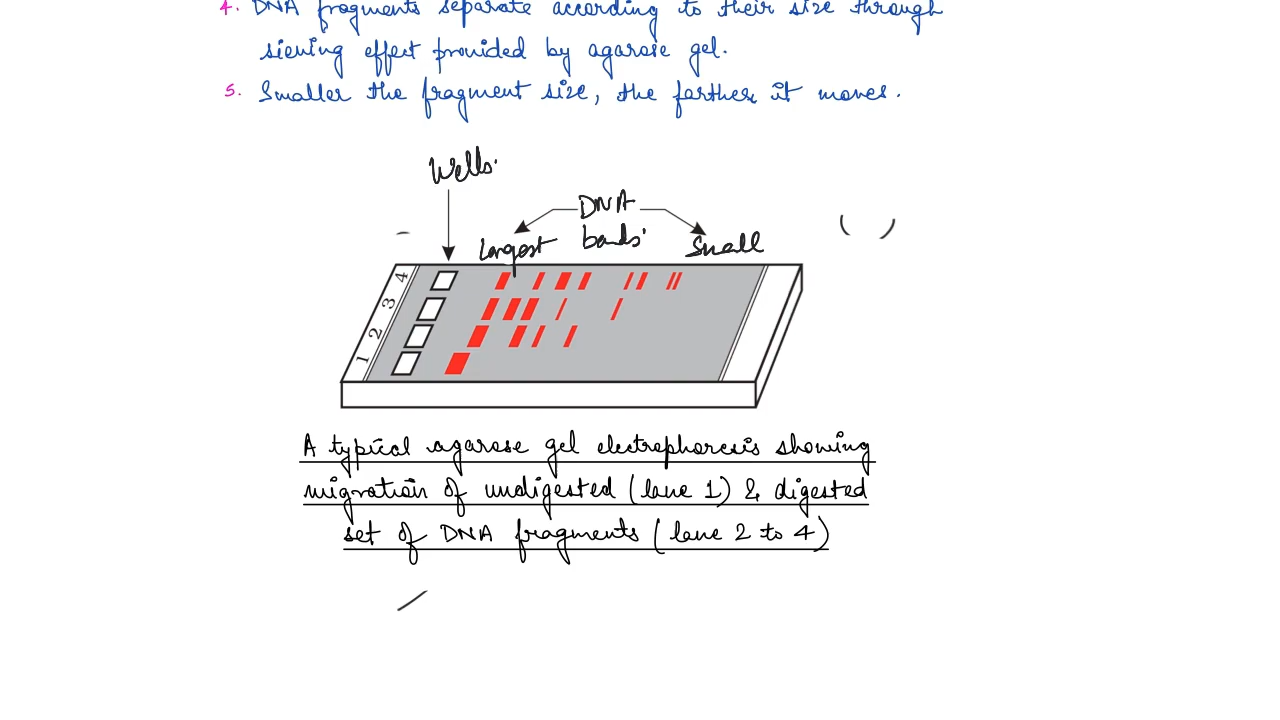 4. DNA fragments separate according to their size through
sieving effect provided by agarose gel.
5. Smaller the fragment size, the farther it moves.
Wells
DNA
bands
Largest
Small
4
3
2
1
A typical agarose gel electrophoresis showing
migration of undigested (lane 1) & digested
set of DNA fragments (lane 2 to 4)